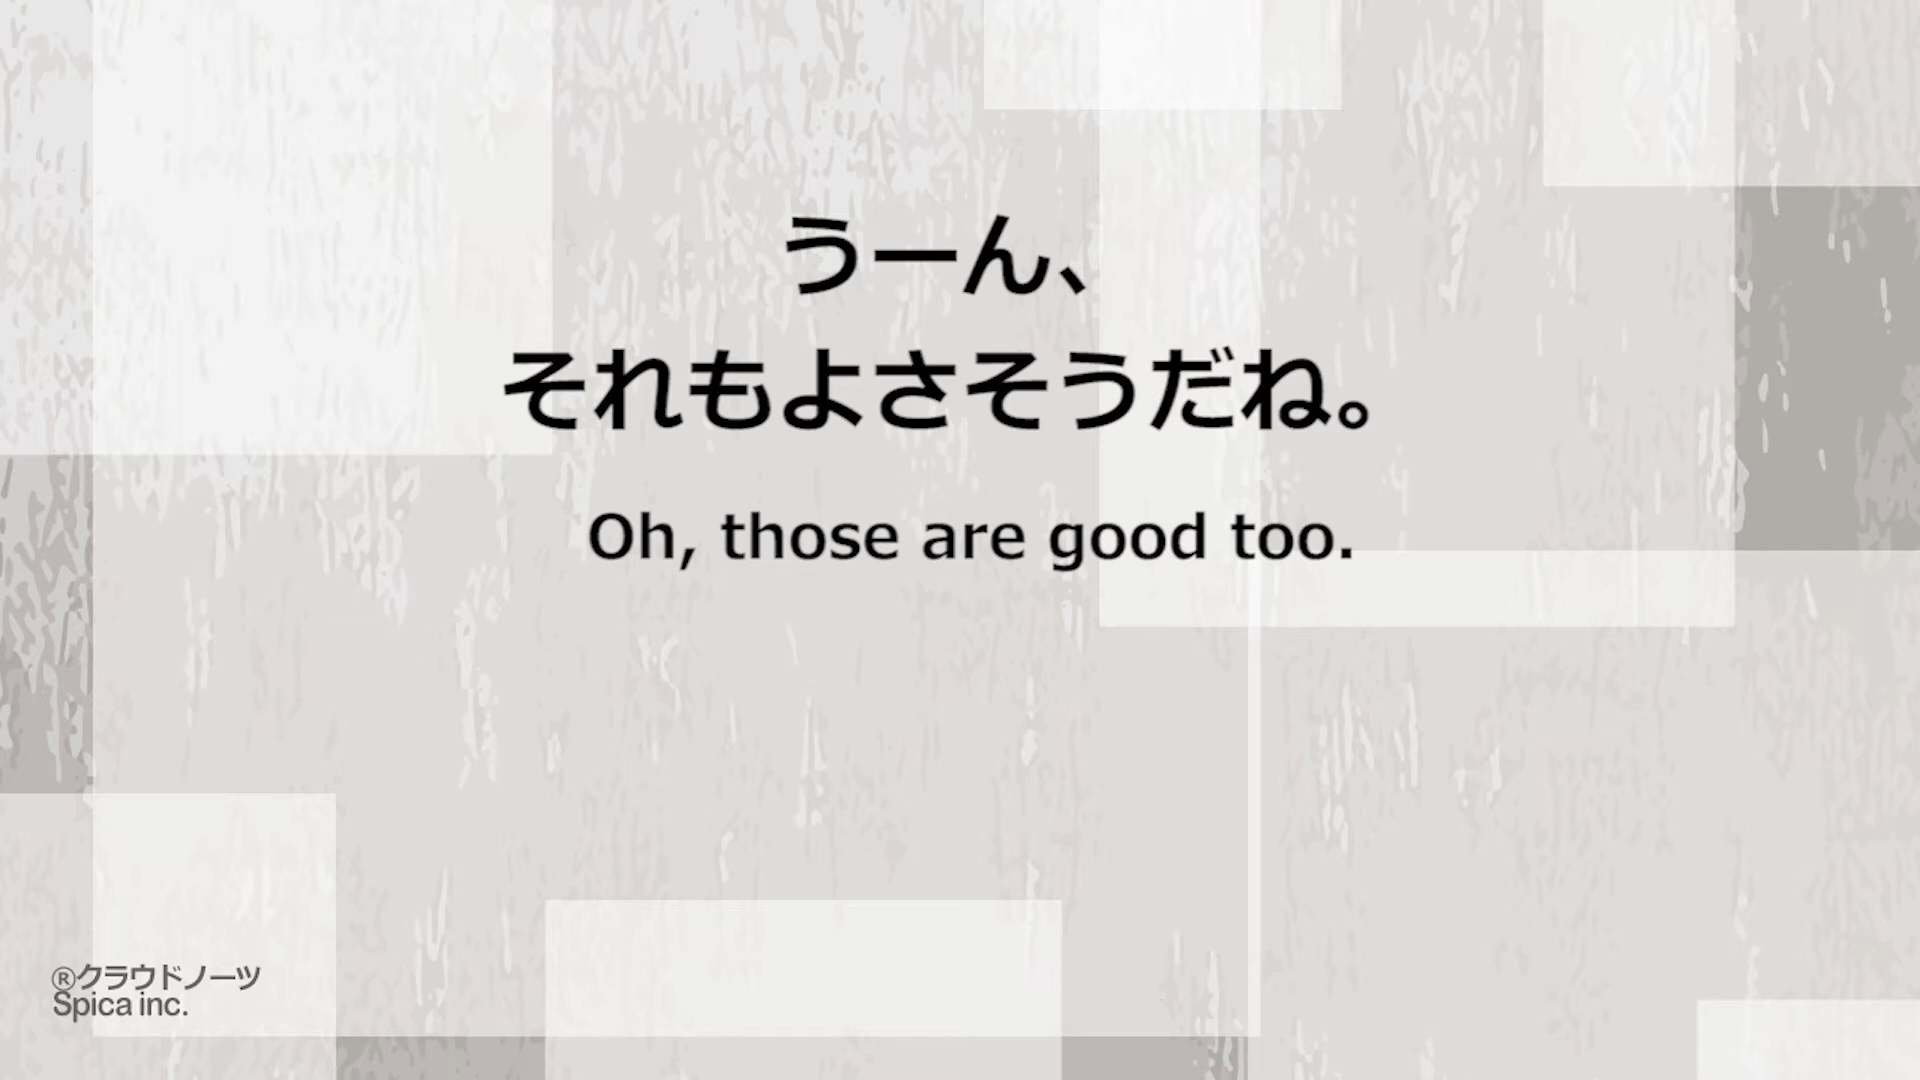 うーん、
それもよさそうだね。
Oh, those are good too.
®クラウドノーツ
Spica inc.